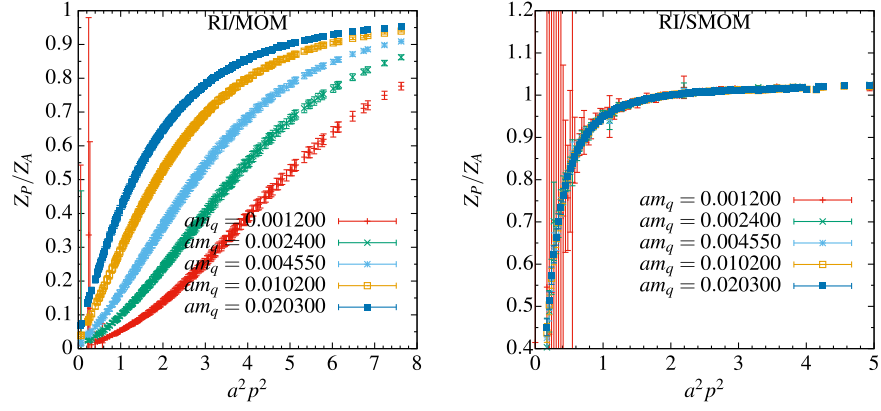 RI/MOM
1
0.9
0.8
0.7
0.6
0.5
0.4
0.3
0.2
0.1
0
Z_P/Z_A
am_q = 0.001200
am_q = 0.002400
am_q = 0.004550
am_q = 0.010200
am_q = 0.020300
0 1 2 3 4 5 6 7 8
a²p²
RI/SMOM
1.2
1.1
1.0
0.9
0.8
0.7
0.6
0.5
0.4
Z_P/Z_A
am_q = 0.001200
am_q = 0.002400
am_q = 0.004550
am_q = 0.010200
am_q = 0.020300
0 1 2 3 4 5
a²p²